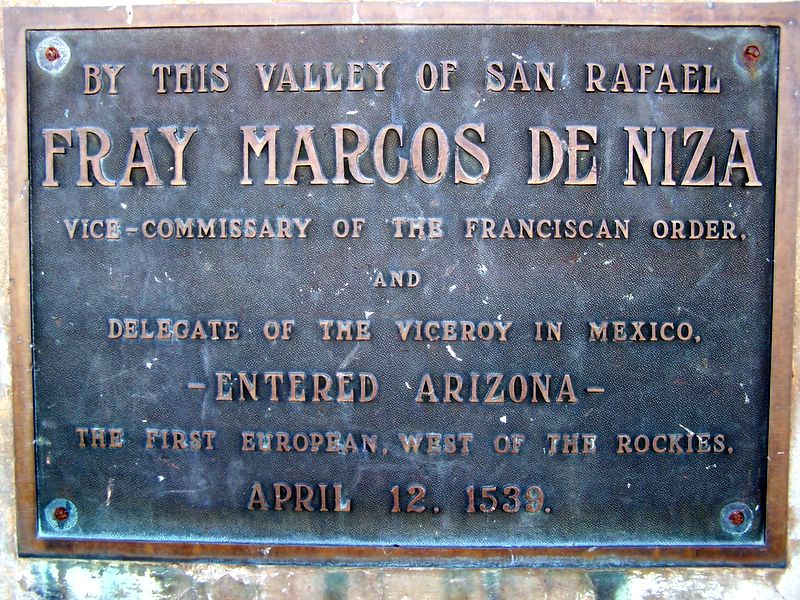 BY THIS VALLEY OF SAN RAFAEL
FRAY MARCOS DE NIZA
VICE-COMMISSARY OF THE FRANCISCAN ORDER,
AND
DELEGATE OF THE VICEROY IN MEXICO,
-ENTERED ARIZONA-
THE FIRST EUROPEAN, WEST OF THE ROCKIES,
APRIL 12. 1539.